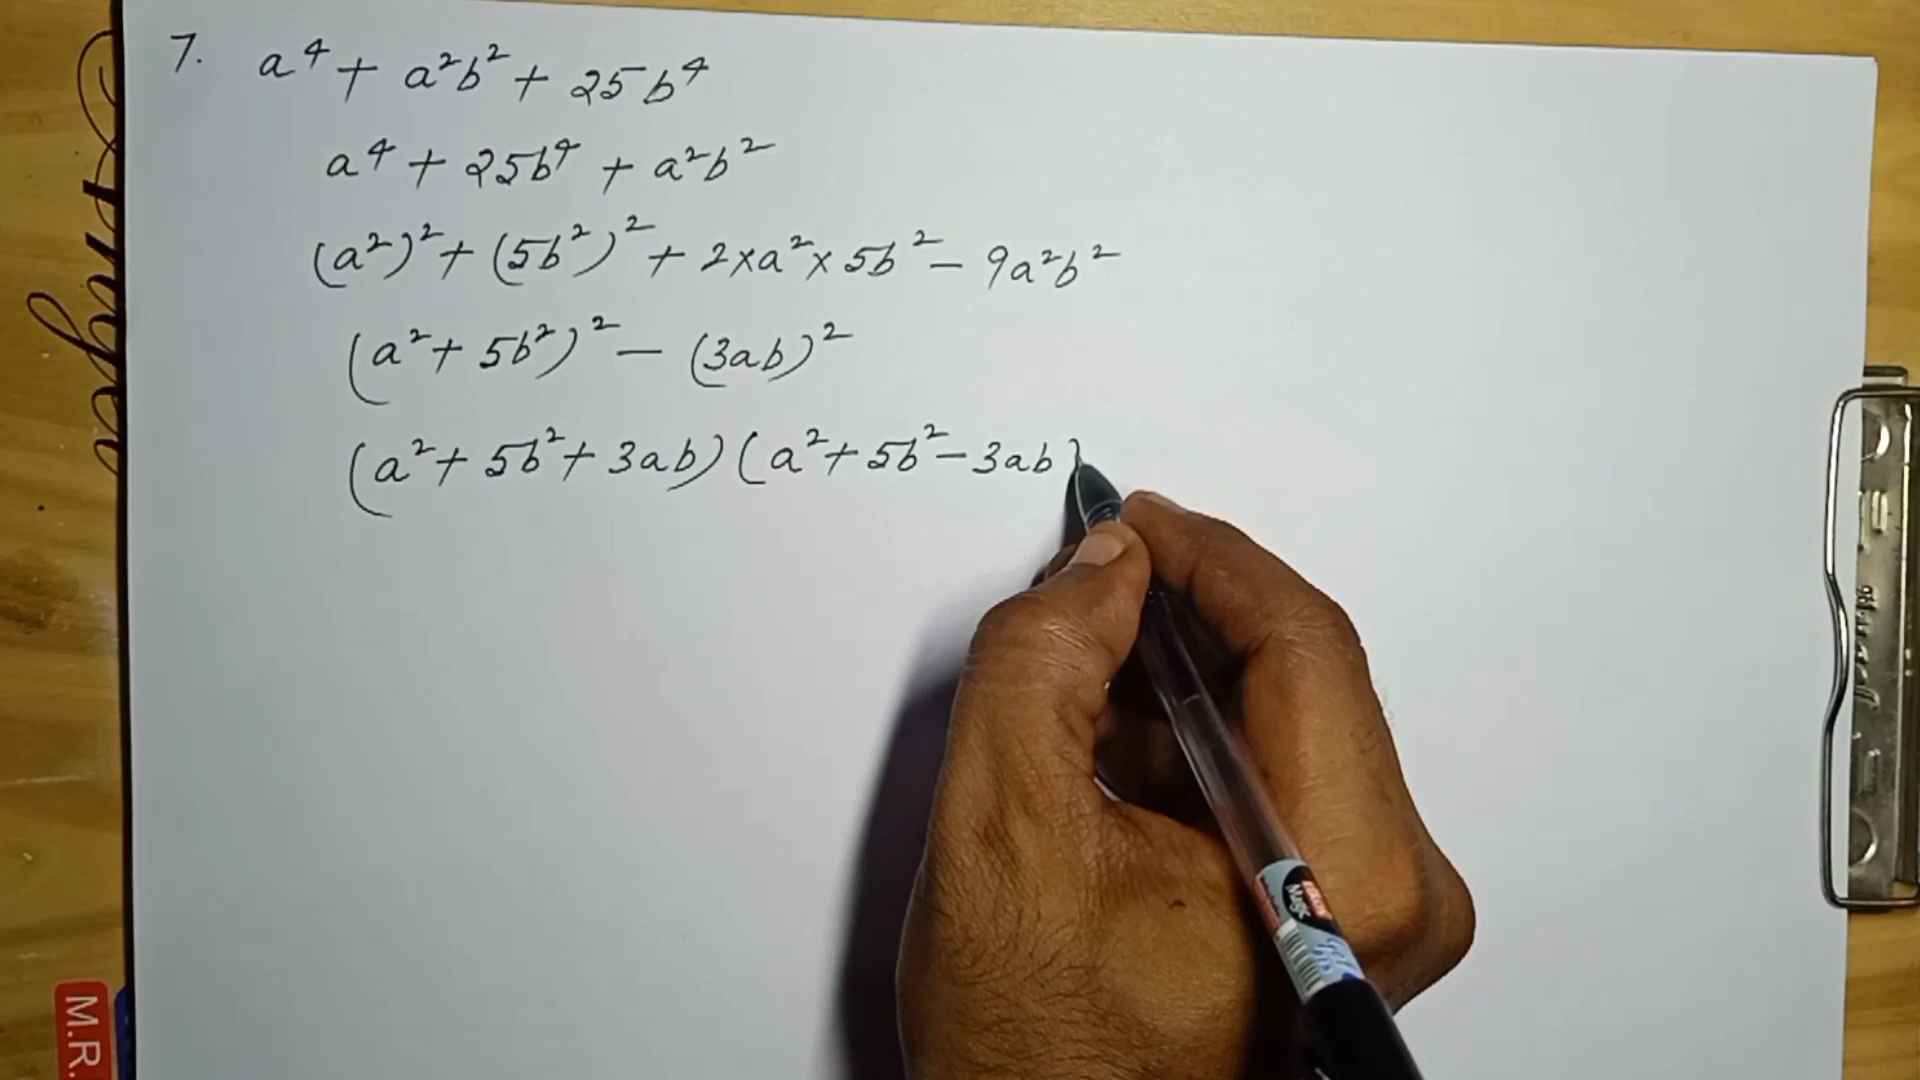 7. a⁴ + a²b² + 25b⁴
a⁴ + 25b⁴ + a²b²
(a²)² + (5b²)² + 2×a²×5b² - 9a²b²
(a² + 5b²)² - (3ab)²
(a² + 5b² + 3ab) (a² + 5b² - 3ab)
M.R.